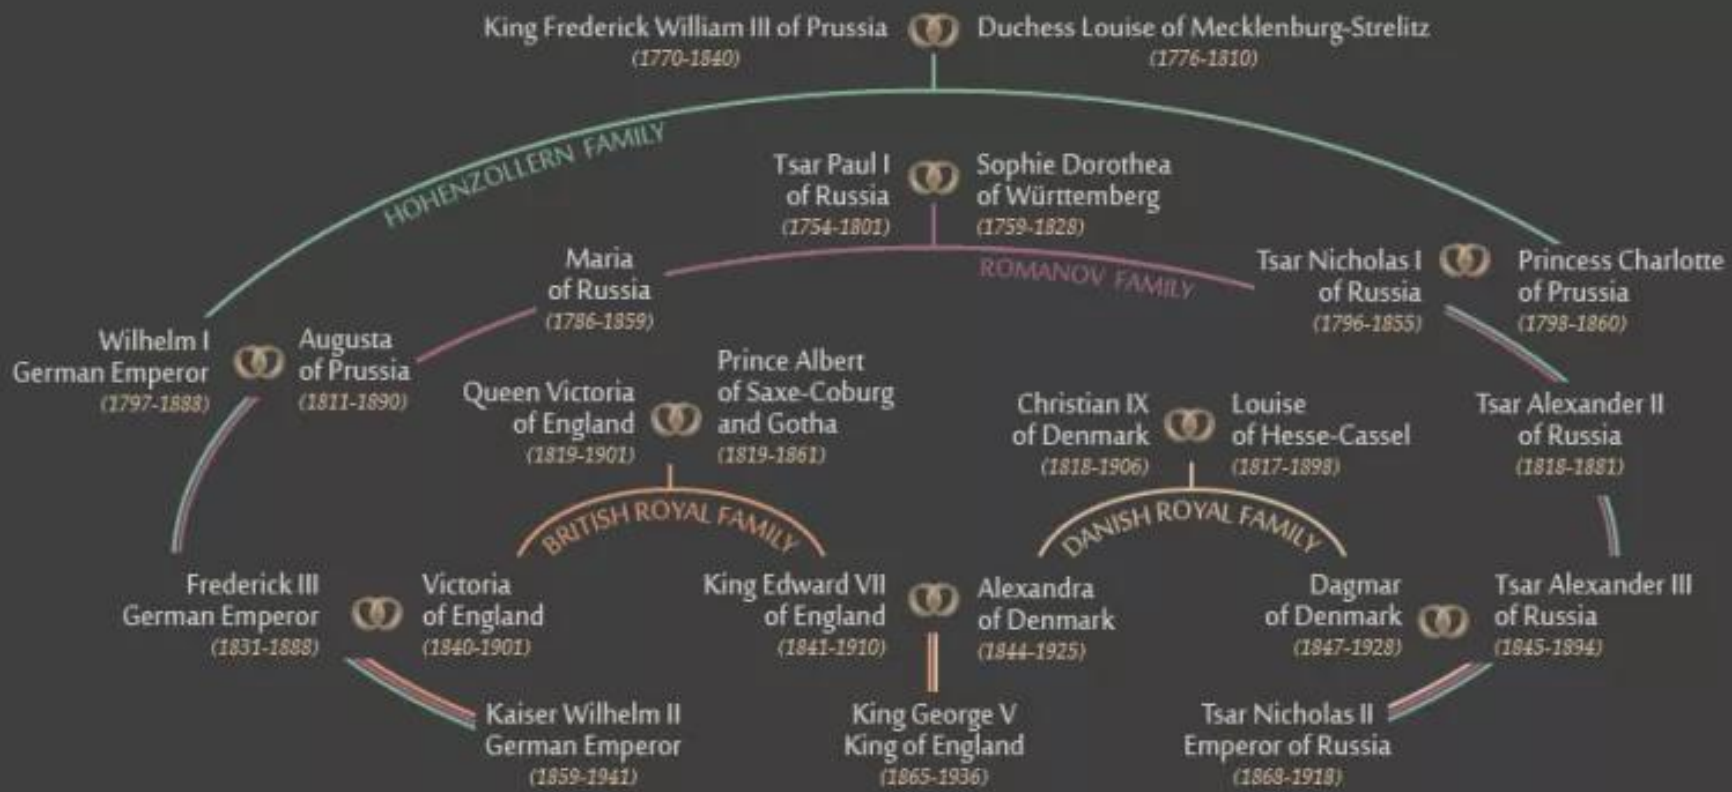 King Frederick William III of Prussia
(1770-1840)
Duchess Louise of Mecklenburg-Strelitz
(1776-1810)
HOHENZOLLERN FAMILY
Tsar Paul I
of Russia
(1754-1801)
Sophie Dorothea
of Württemberg
(1759-1828)
ROMANOV FAMILY
Maria
of Russia
(1786-1859)
Tsar Nicholas I
of Russia
(1796-1855)
Princess Charlotte
of Prussia
(1798-1860)
Wilhelm I
German Emperor
(1797-1888)
Augusta
of Prussia
(1811-1890)
Queen Victoria
of England
(1819-1901)
Prince Albert
of Saxe-Coburg
and Gotha
(1819-1861)
Christian IX
of Denmark
(1818-1906)
Louise
of Hesse-Cassel
(1817-1898)
Tsar Alexander II
of Russia
(1818-1881)
BRITISH ROYAL FAMILY
DANISH ROYAL FAMILY
Frederick III
German Emperor
(1831-1888)
Victoria
of England
(1840-1901)
King Edward VII
of England
(1841-1910)
Alexandra
of Denmark
(1844-1925)
Dagmar
of Denmark
(1847-1928)
Tsar Alexander III
of Russia
(1845-1894)
Kaiser Wilhelm II
German Emperor
(1859-1941)
King George V
King of England
(1865-1936)
Tsar Nicholas II
Emperor of Russia
(1868-1918)